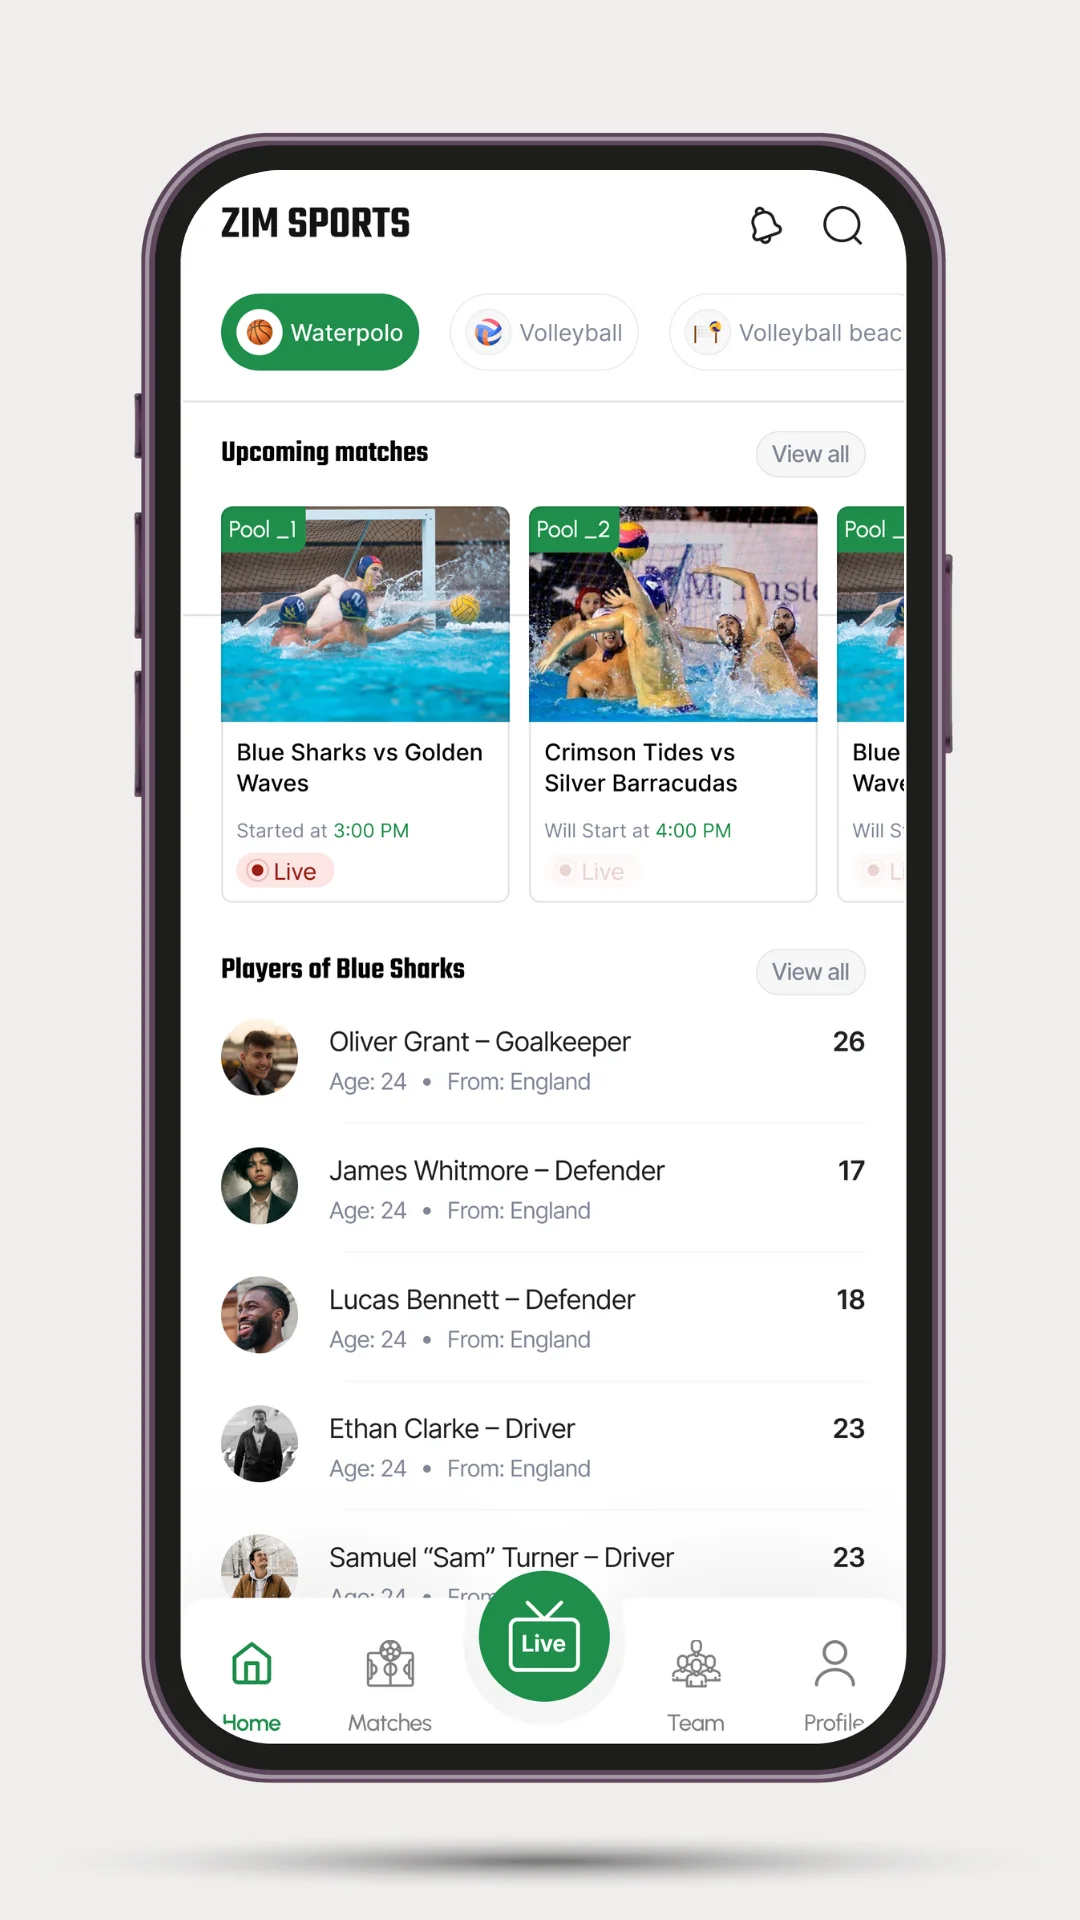 ZIM SPORTS
Waterpolo
Volleyball
Volleyball beac
Upcoming matches
View all
Pool _1
Pool _2
Pool _
Blue Sharks vs Golden
Waves
Started at 3:00 PM
Live
Crimson Tides vs
Silver Barracudas
Will Start at 4:00 PM
Live
Blue
Wave
Will S
Li
Players of Blue Sharks
View all
Oliver Grant – Goalkeeper
26
Age: 24 • From: England
James Whitmore – Defender
17
Age: 24 • From: England
Lucas Bennett – Defender
18
Age: 24 • From: England
Ethan Clarke – Driver
23
Age: 24 • From: England
Samuel “Sam” Turner – Driver
23
Age: 24 • From
Live
Home
Matches
Team
Profile